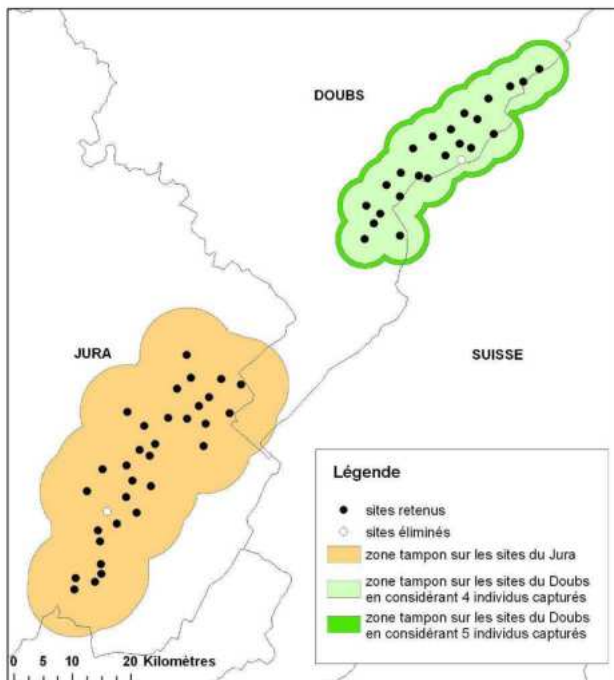 DOUBS
JURA
SUISSE
Légende
sites retenus
sites éliminés
zone tampon sur les sites du Jura
zone tampon sur les sites du Doubs
en considérant 4 individus capturés
zone tampon sur les sites du Doubs
en considérant 5 individus capturés
0 5 10 20 Kilomètres